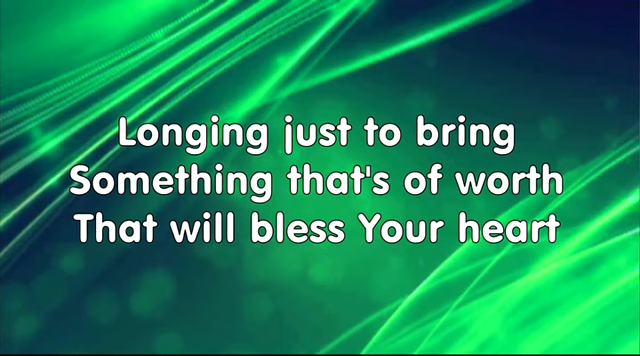 Longing just to bring
Something that's of worth
That will bless Your heart